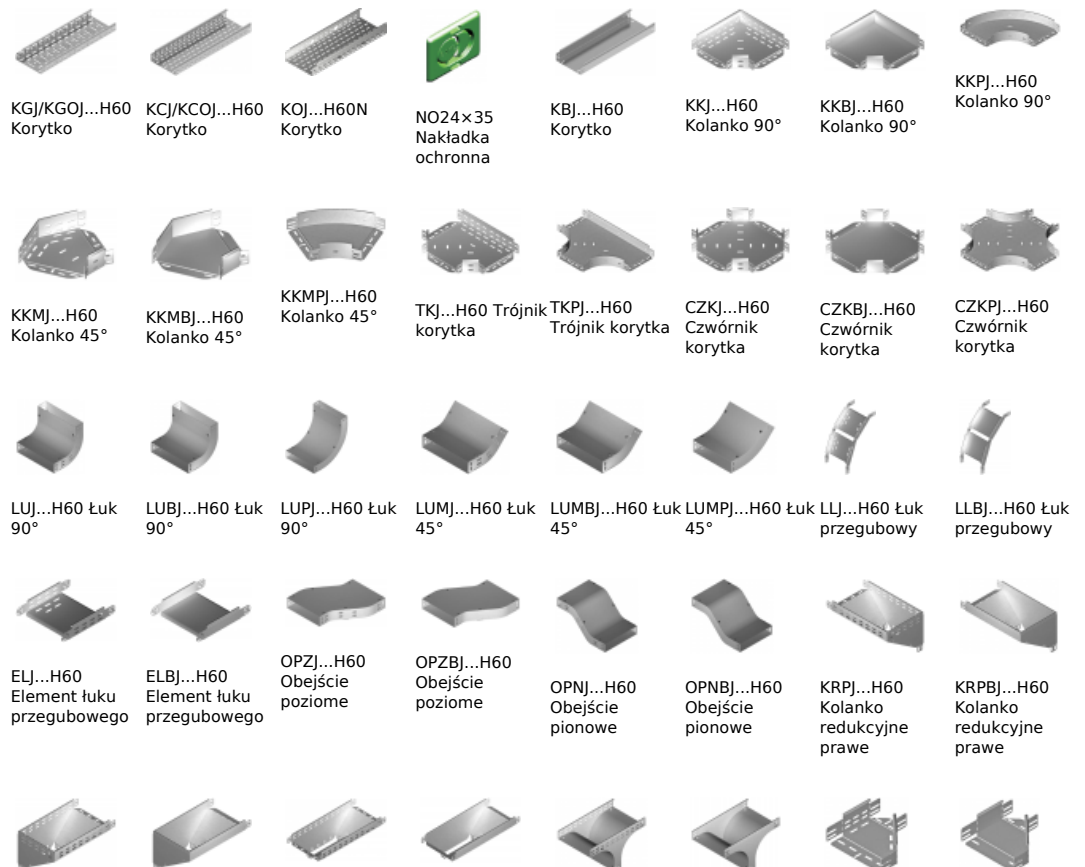 KGJ/KGOJ...H60
Korytko
KCJ/KCOJ...H60
Korytko
KOJ...H60N
Korytko
NO24×35
Nakładka
ochronna
KBJ...H60
Korytko
KKJ...H60
Kolanko 90°
KKBJ...H60
Kolanko 90°
KKPJ...H60
Kolanko 90°
KKMJ...H60
Kolanko 45°
KKMBJ...H60
Kolanko 45°
KKMPJ...H60
Kolanko 45°
TKJ...H60 Trójnik
korytka
TKPJ...H60
Trójnik korytka
CZKJ...H60
Czwórnik
korytka
CZKBJ...H60
Czwórnik
korytka
CZKPJ...H60
Czwórnik
korytka
LUJ...H60 Łuk
90°
LUBJ...H60 Łuk
90°
LUPJ...H60 Łuk
90°
LUMJ...H60 Łuk
45°
LUMBJ...H60 Łuk
45°
LUMPJ...H60 Łuk
45°
LLJ...H60 Łuk
przegubowy
LLBJ...H60 Łuk
przegubowy
ELJ...H60
Element łuku
przegubowego
ELBJ...H60
Element łuku
przegubowego
OPZJ...H60
Obejście
poziome
OPZBJ...H60
Obejście
poziome
OPNJ...H60
Obejście
pionowe
OPNBJ...H60
Obejście
pionowe
KRPJ...H60
Kolanko
redukcyjne
prawe
KRPBJ...H60
Kolanko
redukcyjne
prawe